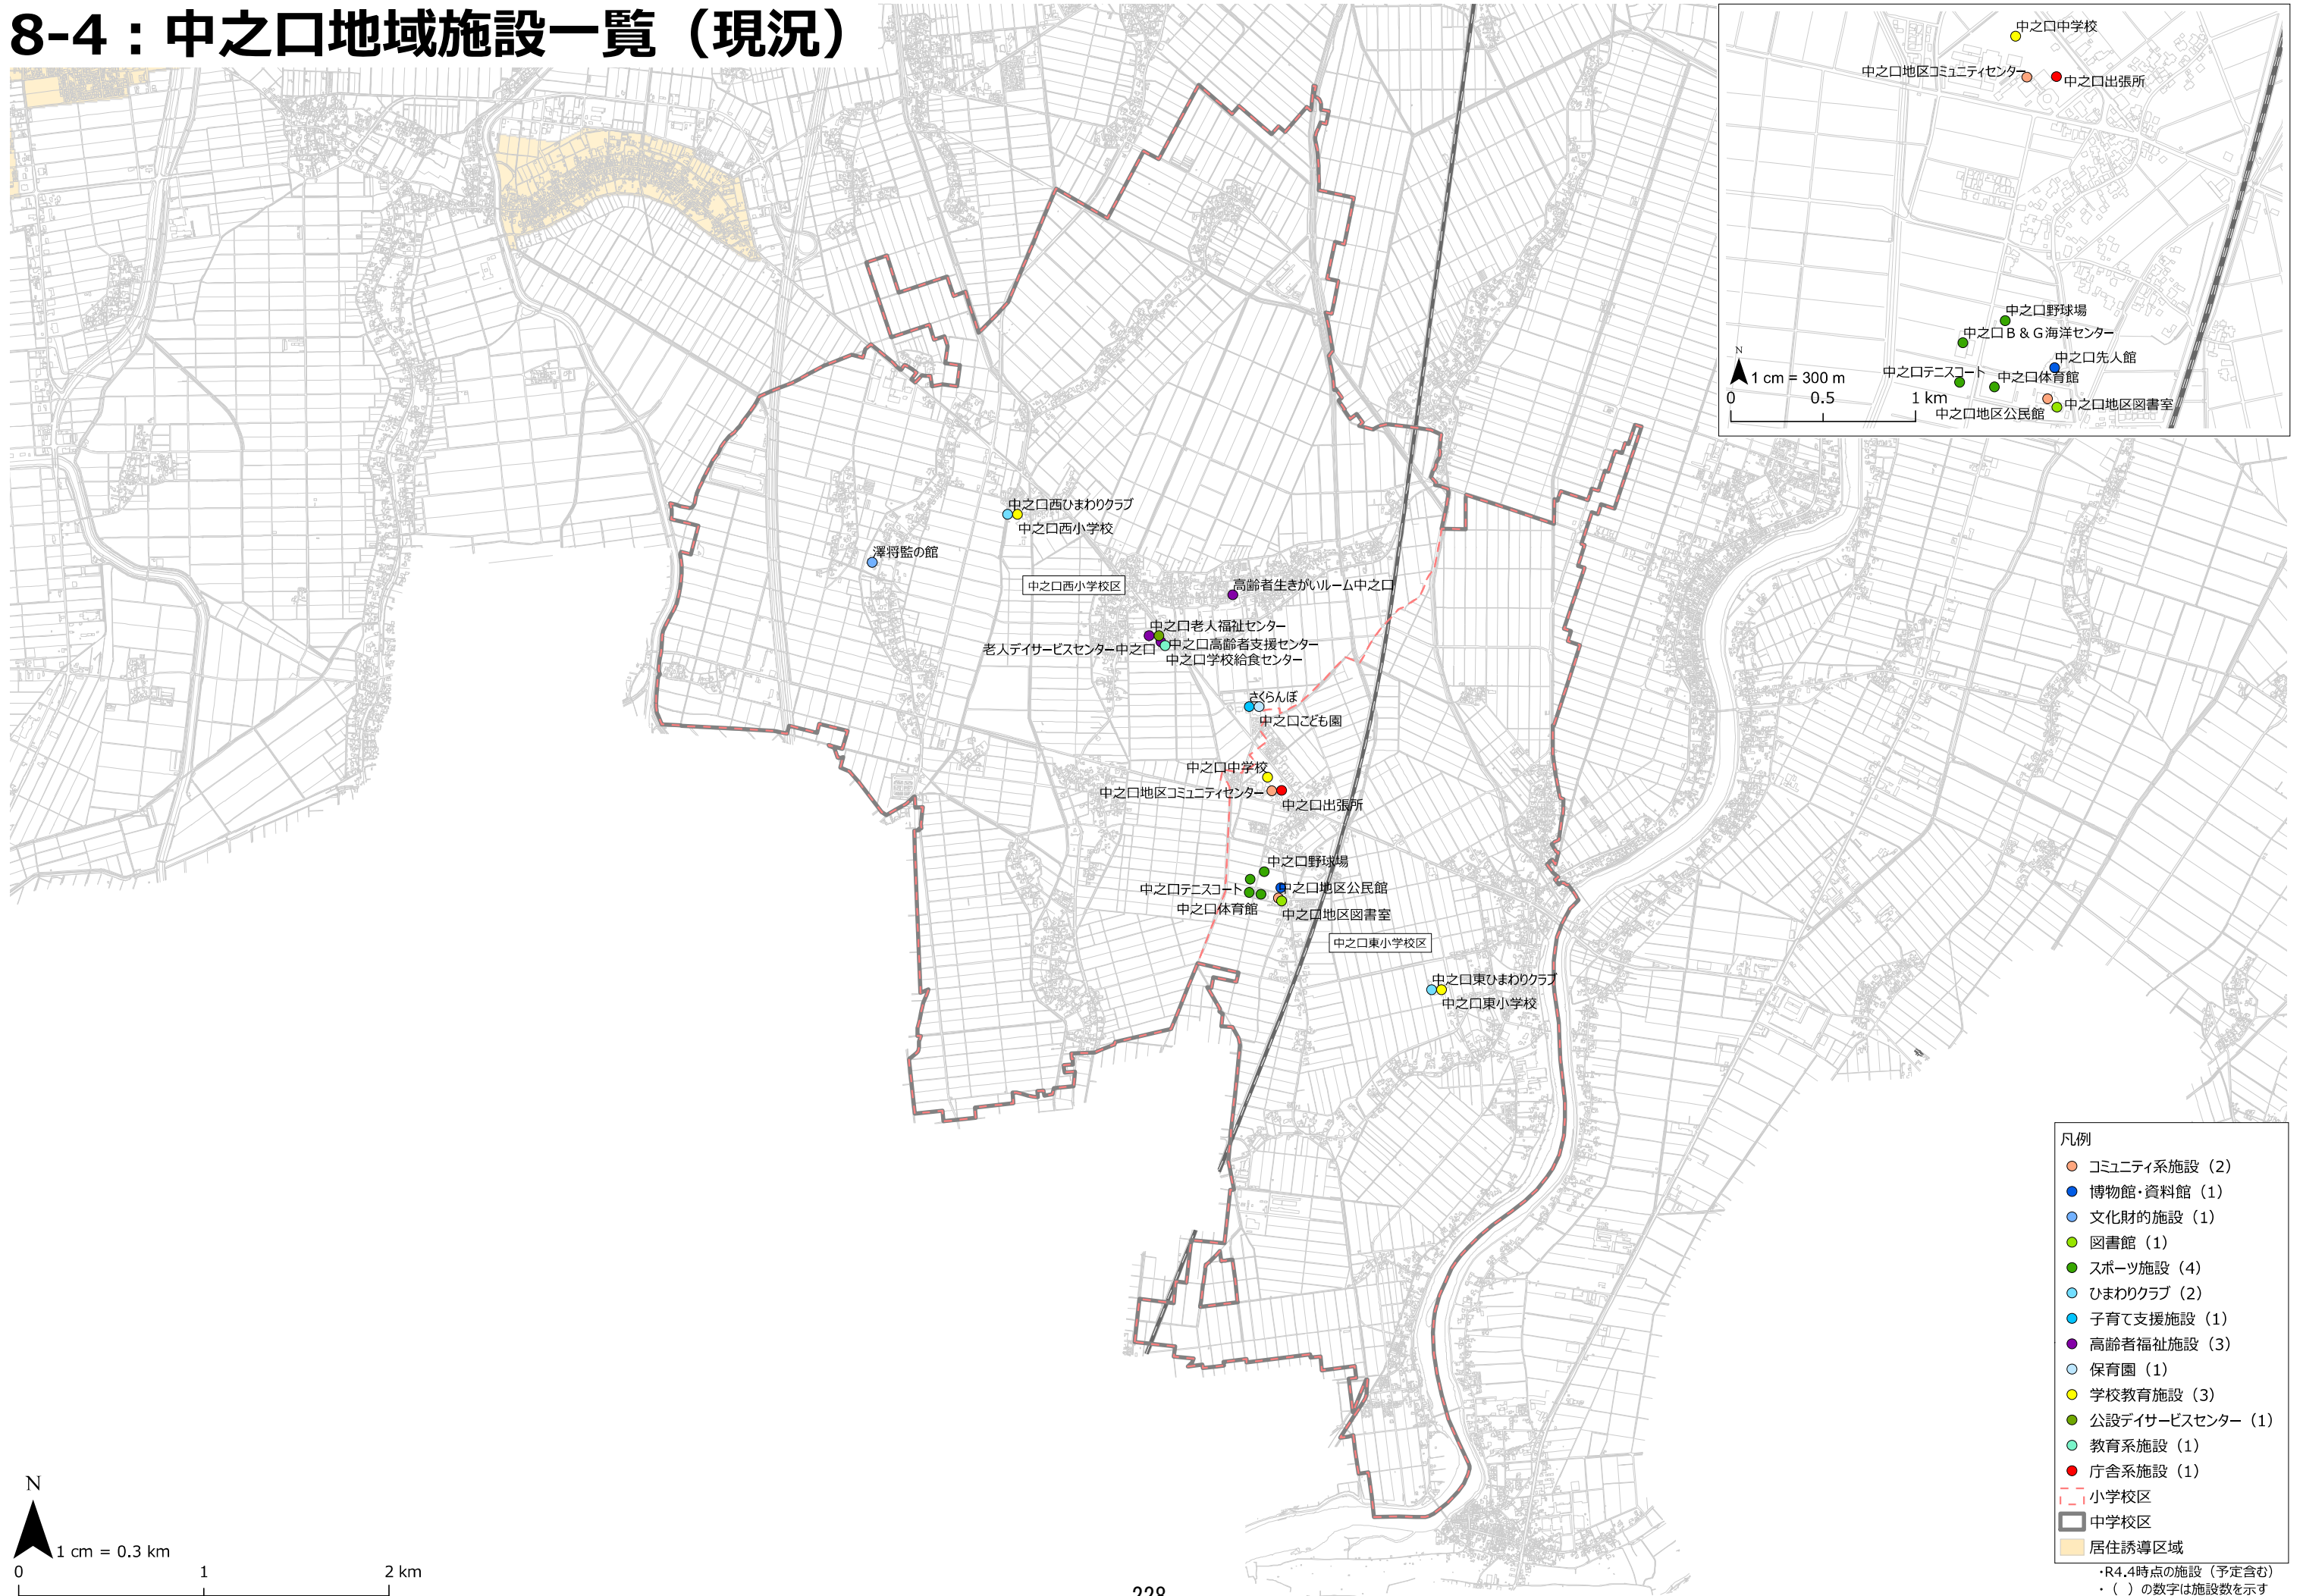 8-4：中之口地域施設一覧（現況）
中之口中学校
中之口地区コミュニティセンター
中之口出張所
中之口野球場
中之口Ｂ＆Ｇ海洋センター
中之口先人館
中之口テニスコート
中之口体育館
中之口地区図書室
中之口地区公民館
N
1 cm = 300 m
0 0.5 1 km
中之口西ひまわりクラブ
中之口西小学校
澤将監の館
中之口西小学校区
高齢者生きがいルーム中之口
中之口老人福祉センター
中之口高齢者支援センター
老人デイサービスセンター中之口
中之口学校給食センター
さくらんぼ
中之口こども園
中之口中学校
中之口地区コミュニティセンター
中之口出張所
中之口野球場
中之口地区公民館
中之口テニスコート
中之口体育館
中之口地区図書室
中之口東小学校区
中之口東ひまわりクラブ
中之口東小学校
凡例
コミュニティ系施設（2）
博物館・資料館（1）
文化財的施設（1）
図書館（1）
スポーツ施設（4）
ひまわりクラブ（2）
子育て支援施設（1）
高齢者福祉施設（3）
保育園（1）
学校教育施設（3）
公設デイサービスセンター（1）
教育系施設（1）
庁舎系施設（1）
小学校区
中学校区
居住誘導区域
・R4.4時点の施設（予定含む）
・（　）の数字は施設数を示す
N
1 cm = 0.3 km
0 1 2 km
228